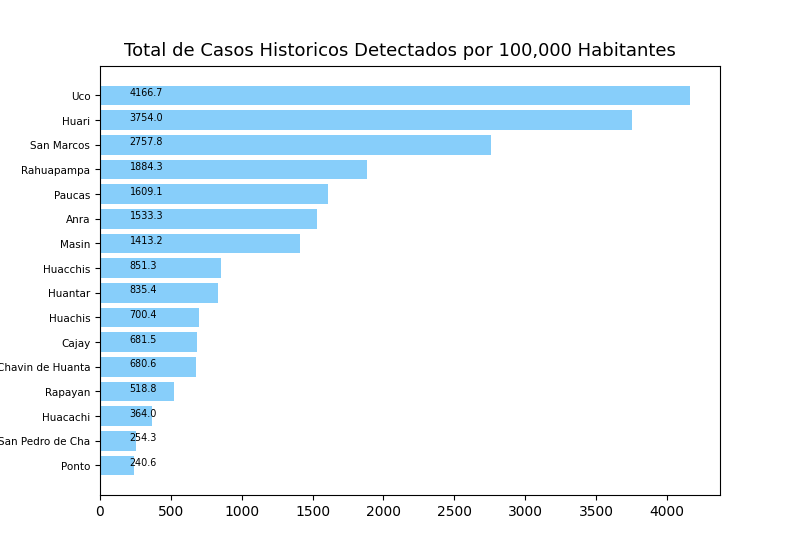 Total de Casos Historicos Detectados por 100,000 Habitantes
Uco 4166.7
Huari 3754.0
San Marcos 2757.8
Rahuapampa 1884.3
Paucas 1609.1
Anra 1533.3
Masin 1413.2
Huacchis 851.3
Huantar 835.4
Huachis 700.4
Cajay 681.5
Chavin de Huanta 680.6
Rapayan 518.8
Huacachi 364.0
San Pedro de Cha 254.3
Ponto 240.6
0 500 1000 1500 2000 2500 3000 3500 4000